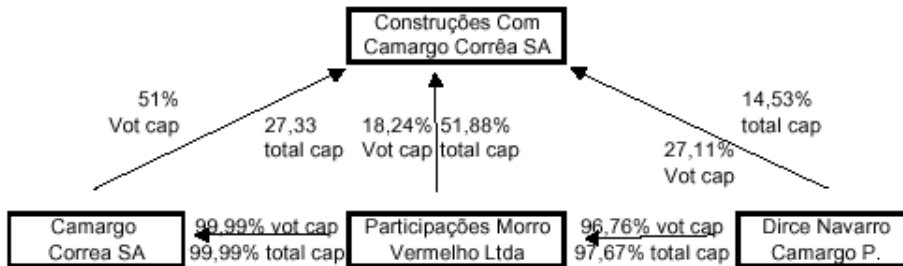 Construções Com
Camargo Corrêa SA
51%
Vot cap
27,33
total cap
18,24%
Vot cap
51,88%
total cap
27,11%
Vot cap
14,53%
total cap
Camargo
Correa SA
99,99% vot cap
99,99% total cap
Participações Morro
Vermelho Ltda
96,76% vot cap
97,67% total cap
Dirce Navarro
Camargo P.